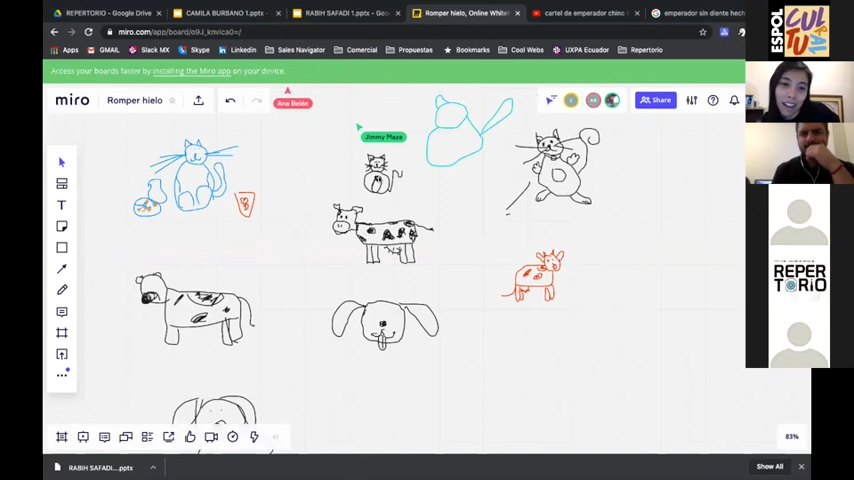 REPERTORIO – Google Drive
CAMILA BURBANO 1.pptx - 
RABIH SAFADI 1.pptx - Google
Romper hielo, Online White
cartel de emperador chino
emperador sin diente hech
miro.com/app/board/o9J_knvica0=/
Apps
GMAIL
Slack MX
Skype
LinkedIn
Sales Navigator
Comercial
Propuestas
Bookmarks
Cool Webs
UXPA Ecuador
Repertorio
Access your boards faster by installing the Miro app on your device.
miro
Romper hielo
Ana Belén
Share
Jimmy Maza
T
83%
RABIH SAFADI 1.pptx
Show All
ESPOL
CUL
TU
RAL
REPER
TORIO